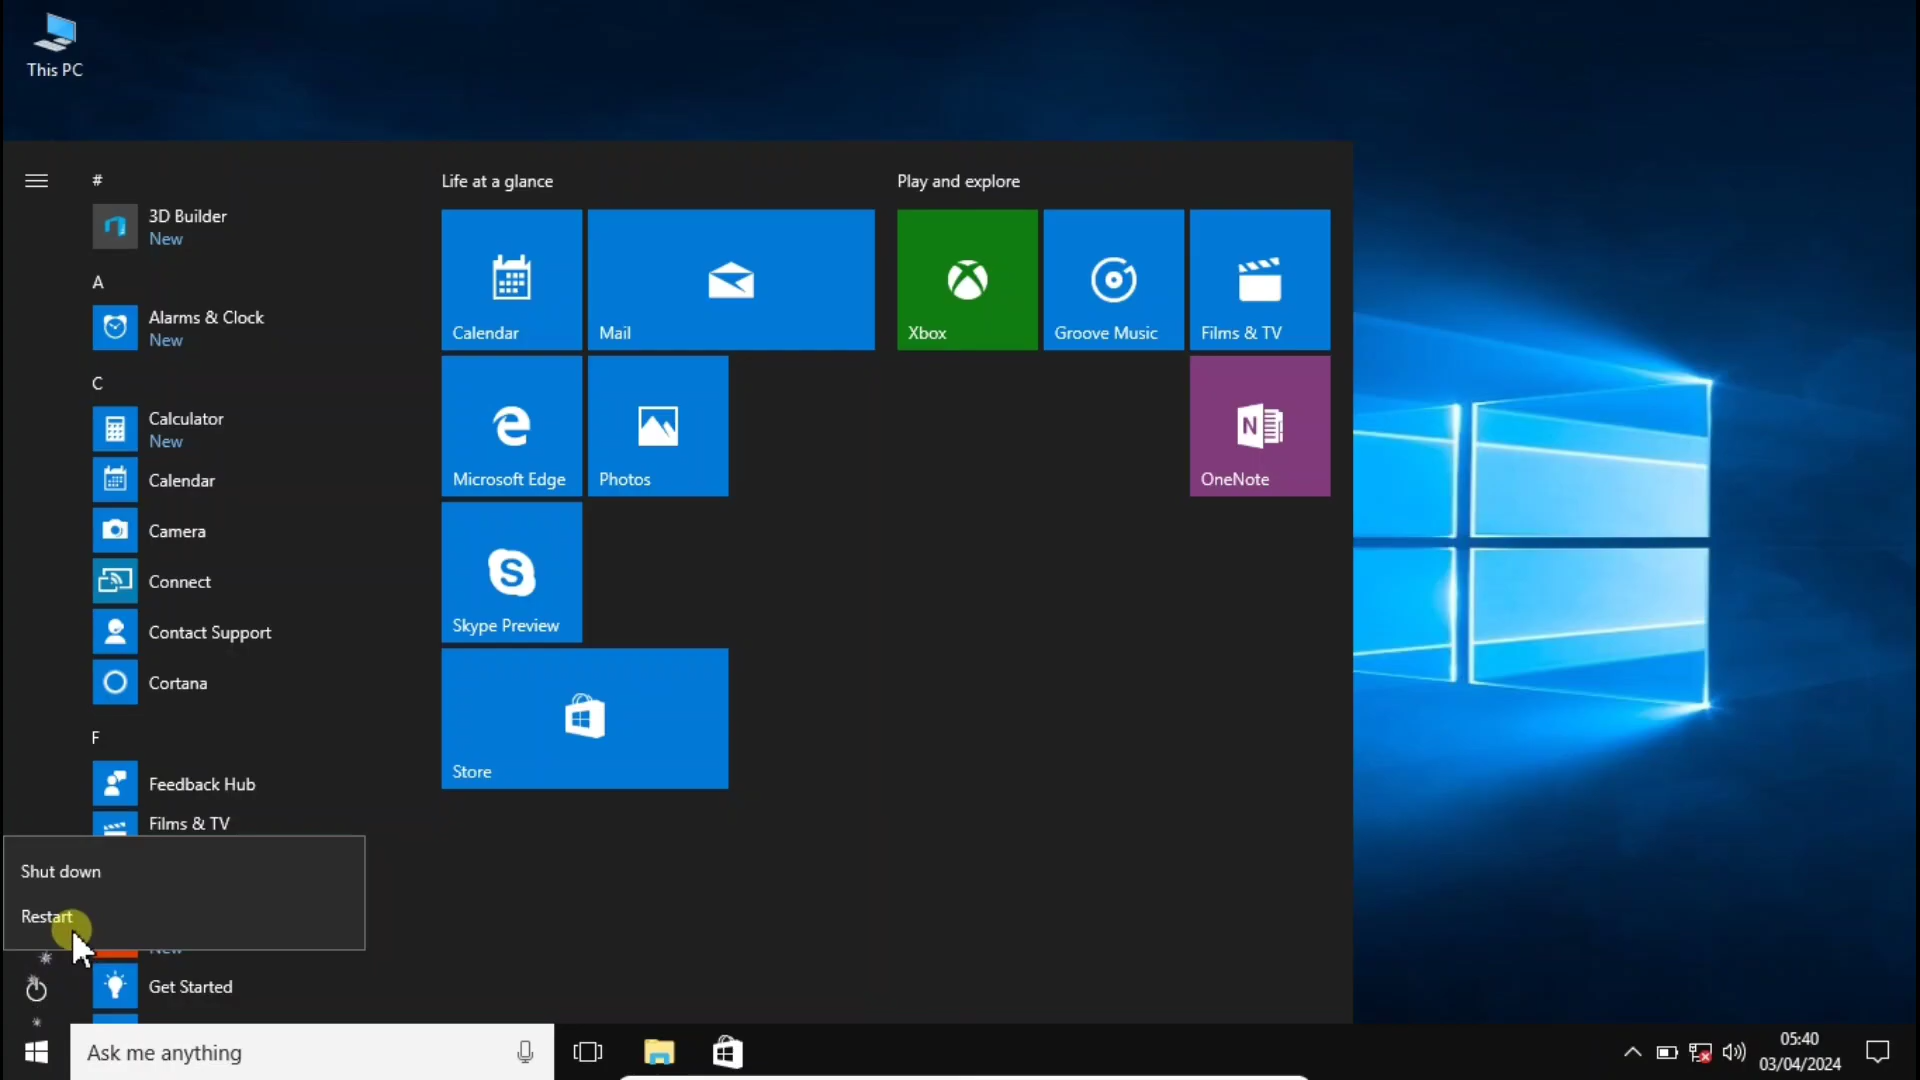 This PC
#
3D Builder
New
A
Alarms & Clock
New
C
Calculator
New
Calendar
Camera
Connect
Contact Support
Cortana
F
Feedback Hub
Films & TV
Shut down
Restart
New
Get Started
Life at a glance
Calendar
Mail
Microsoft Edge
Photos
Skype Preview
Store
Play and explore
Xbox
Groove Music
Films & TV
N
OneNote
Ask me anything
05:40
03/04/2024